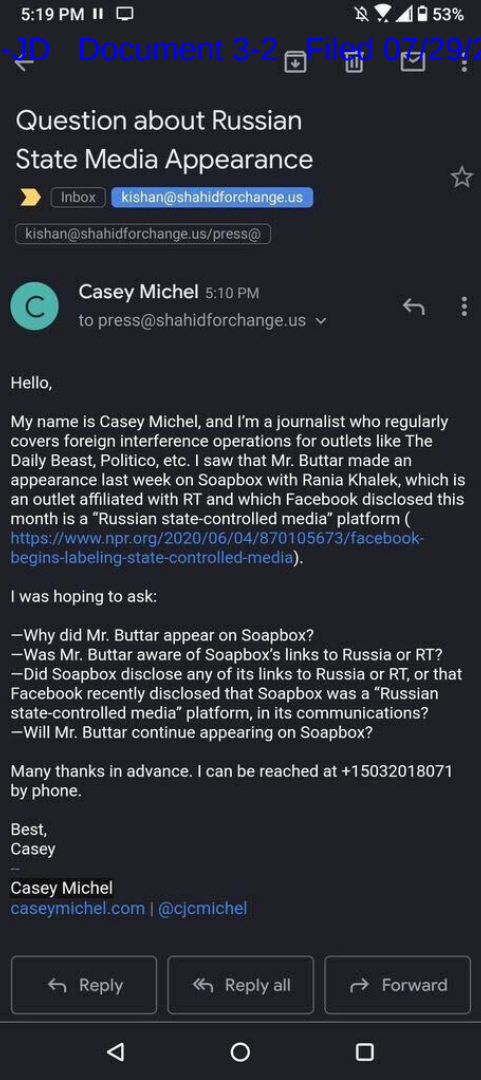 5:19 PM 53%
-JD Document 3-2 Filed 07/29/2
Question about Russian
State Media Appearance
Inbox kishan@shahidforchange.us
kishan@shahidforchange.us/press@
C Casey Michel 5:10 PM
to press@shahidforchange.us
Hello,
My name is Casey Michel, and I'm a journalist who regularly
covers foreign interference operations for outlets like The
Daily Beast, Politico, etc. I saw that Mr. Buttar made an
appearance last week on Soapbox with Rania Khalek, which is
an outlet affiliated with RT and which Facebook disclosed this
month is a “Russian state-controlled media” platform (
https://www.npr.org/2020/06/04/870105673/facebook-
begins-labeling-state-controlled-media).
I was hoping to ask:
—Why did Mr. Buttar appear on Soapbox?
—Was Mr. Buttar aware of Soapbox's links to Russia or RT?
—Did Soapbox disclose any of its links to Russia or RT, or that
Facebook recently disclosed that Soapbox was a “Russian
state-controlled media” platform, in its communications?
—Will Mr. Buttar continue appearing on Soapbox?
Many thanks in advance. I can be reached at +15032018071
by phone.
Best,
Casey
--
Casey Michel
caseymichel.com | @cjcmichel
Reply Reply all Forward